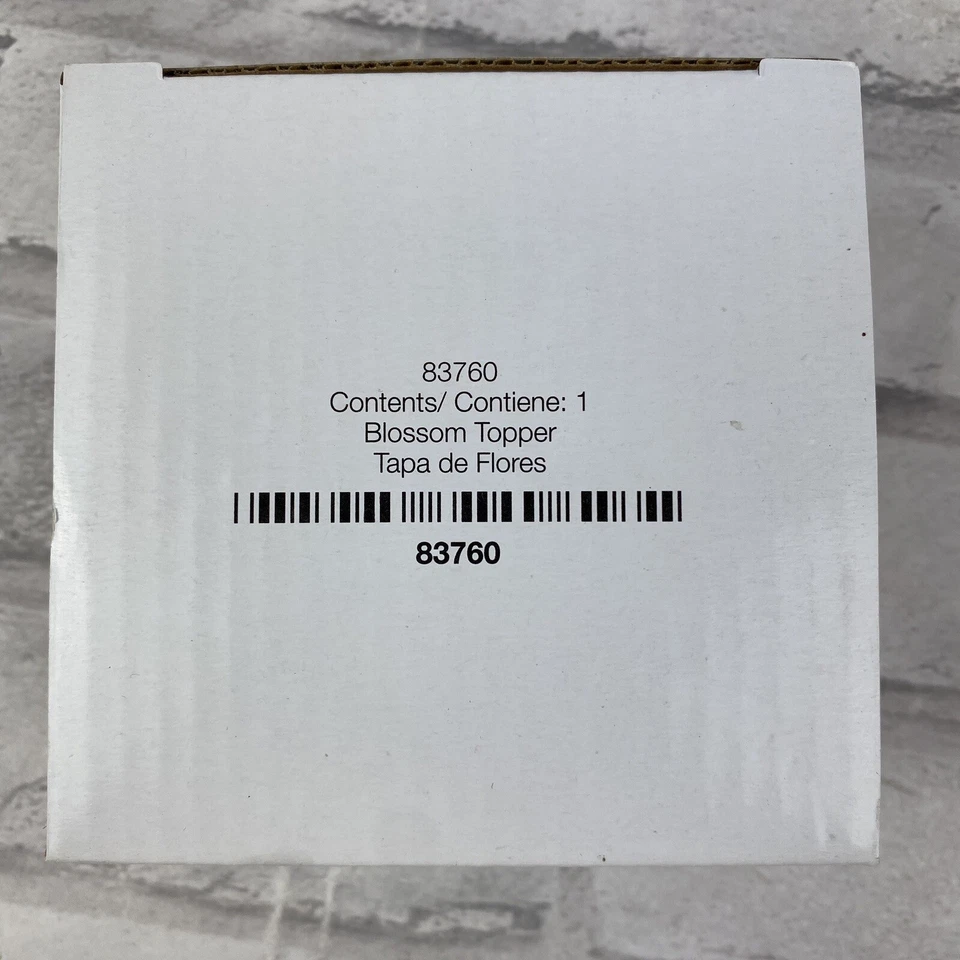 83760
Contents/ Contiene: 1
Blossom Topper
Tapa de Flores
83760